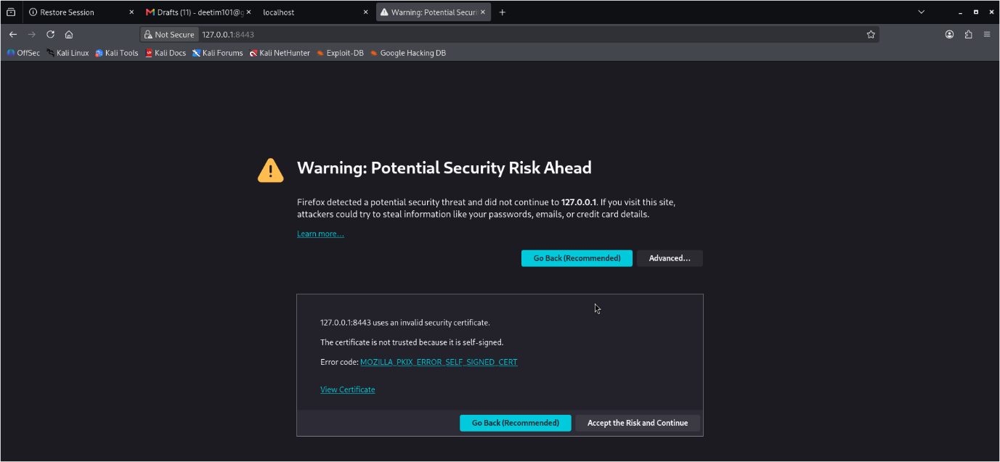 Restore Session
Drafts (11) - deetim101@g
localhost
Warning: Potential Securi
Not Secure
127.0.0.1:8443
OffSec
Kali Linux
Kali Tools
Kali Docs
Kali Forums
Kali NetHunter
Exploit-DB
Google Hacking DB
Warning: Potential Security Risk Ahead
Firefox detected a potential security threat and did not continue to 127.0.0.1. If you visit this site,
attackers could try to steal information like your passwords, emails, or credit card details.
Learn more…
Go Back (Recommended)
Advanced…
127.0.0.1:8443 uses an invalid security certificate.
The certificate is not trusted because it is self-signed.
Error code: MOZILLA_PKIX_ERROR_SELF_SIGNED_CERT
View Certificate
Go Back (Recommended)
Accept the Risk and Continue